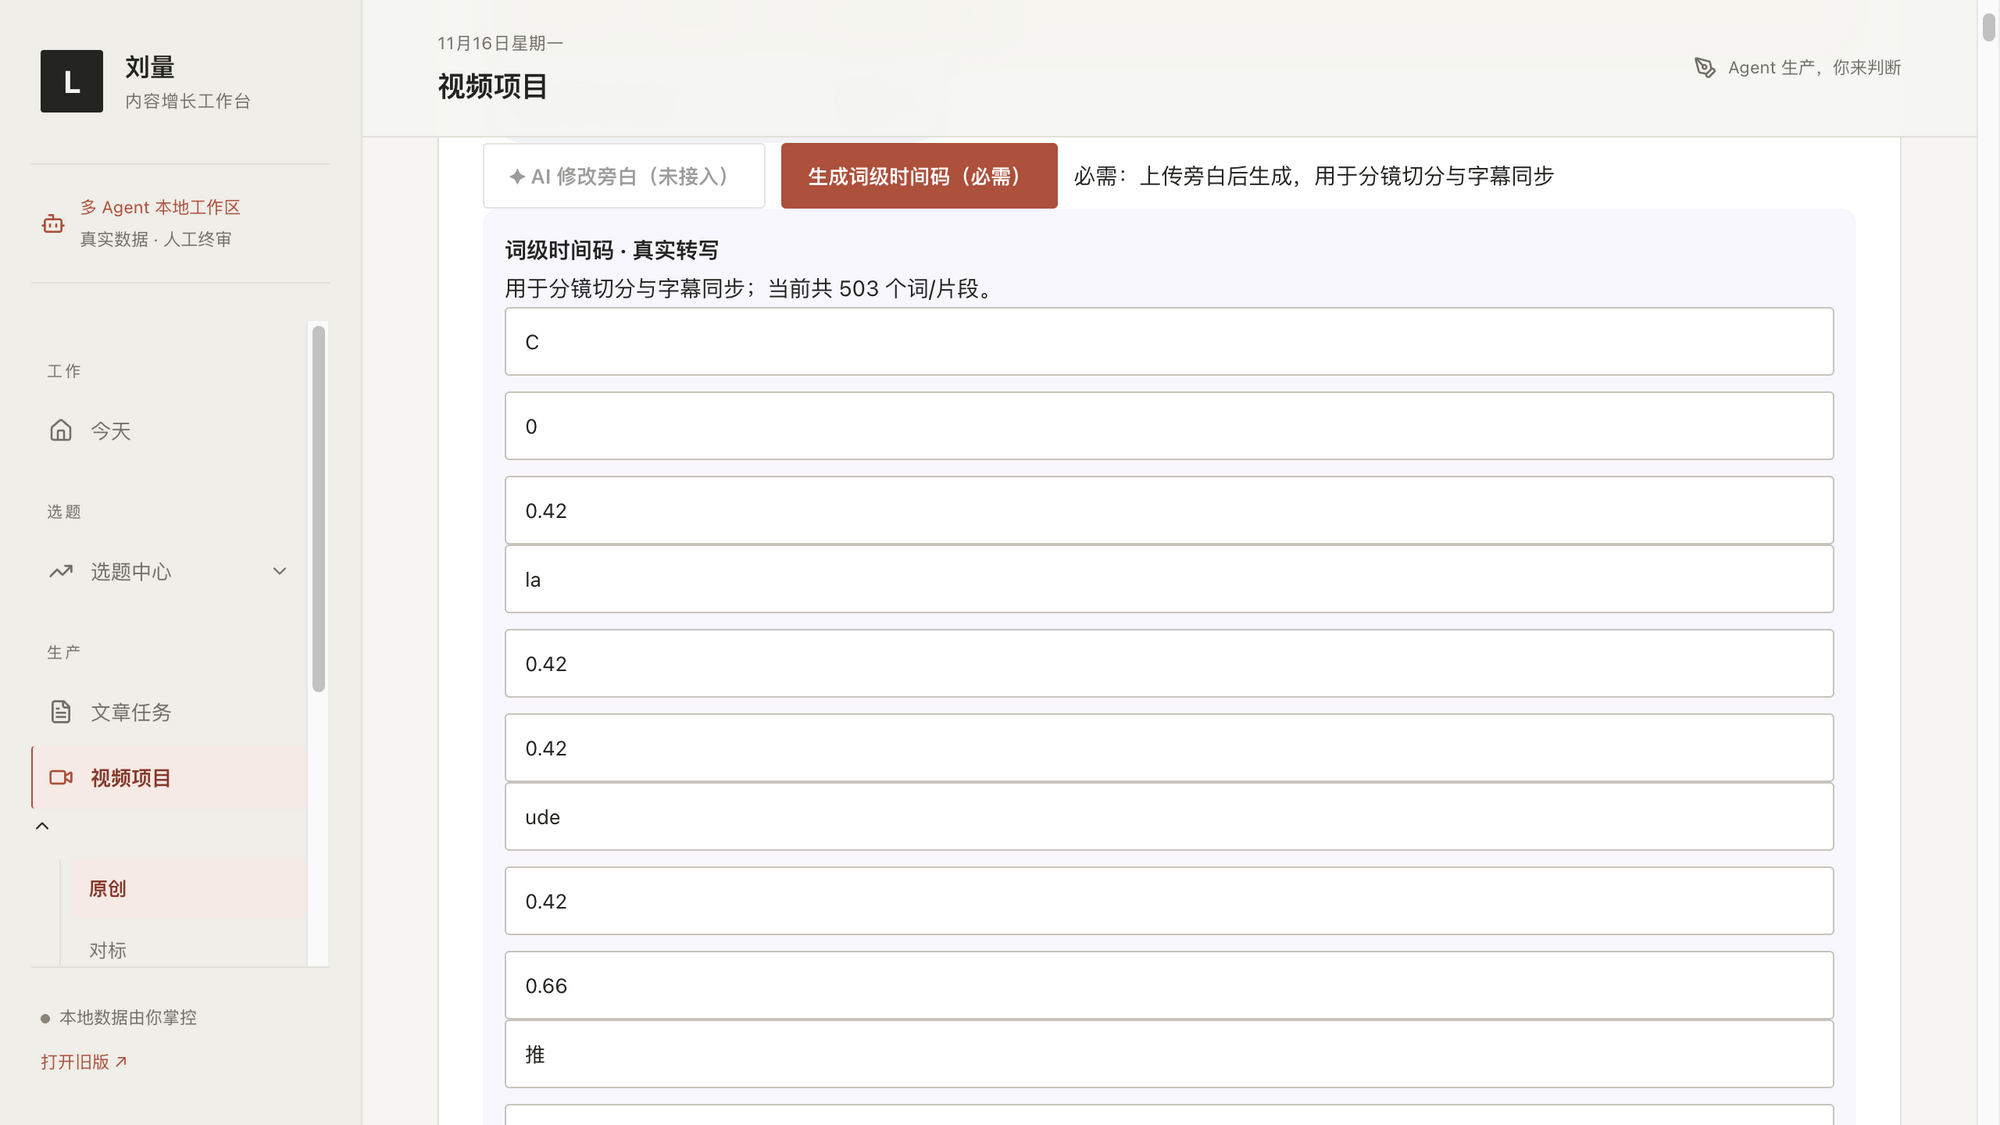 L
刘量
内容增长工作台
多 Agent 本地工作区
真实数据 · 人工终审
工作
今天
选题
选题中心
生产
文章任务
视频项目
原创
对标
本地数据由你掌控
打开旧版
11月16日星期一
视频项目
Agent 生产，你来判断
AI 修改旁白（未接入）
生成词级时间码（必需）
必需：上传旁白后生成，用于分镜切分与字幕同步
词级时间码 · 真实转写
用于分镜切分与字幕同步；当前共 503 个词/片段。
C
0
0.42
la
0.42
0.42
ude
0.42
0.66
推